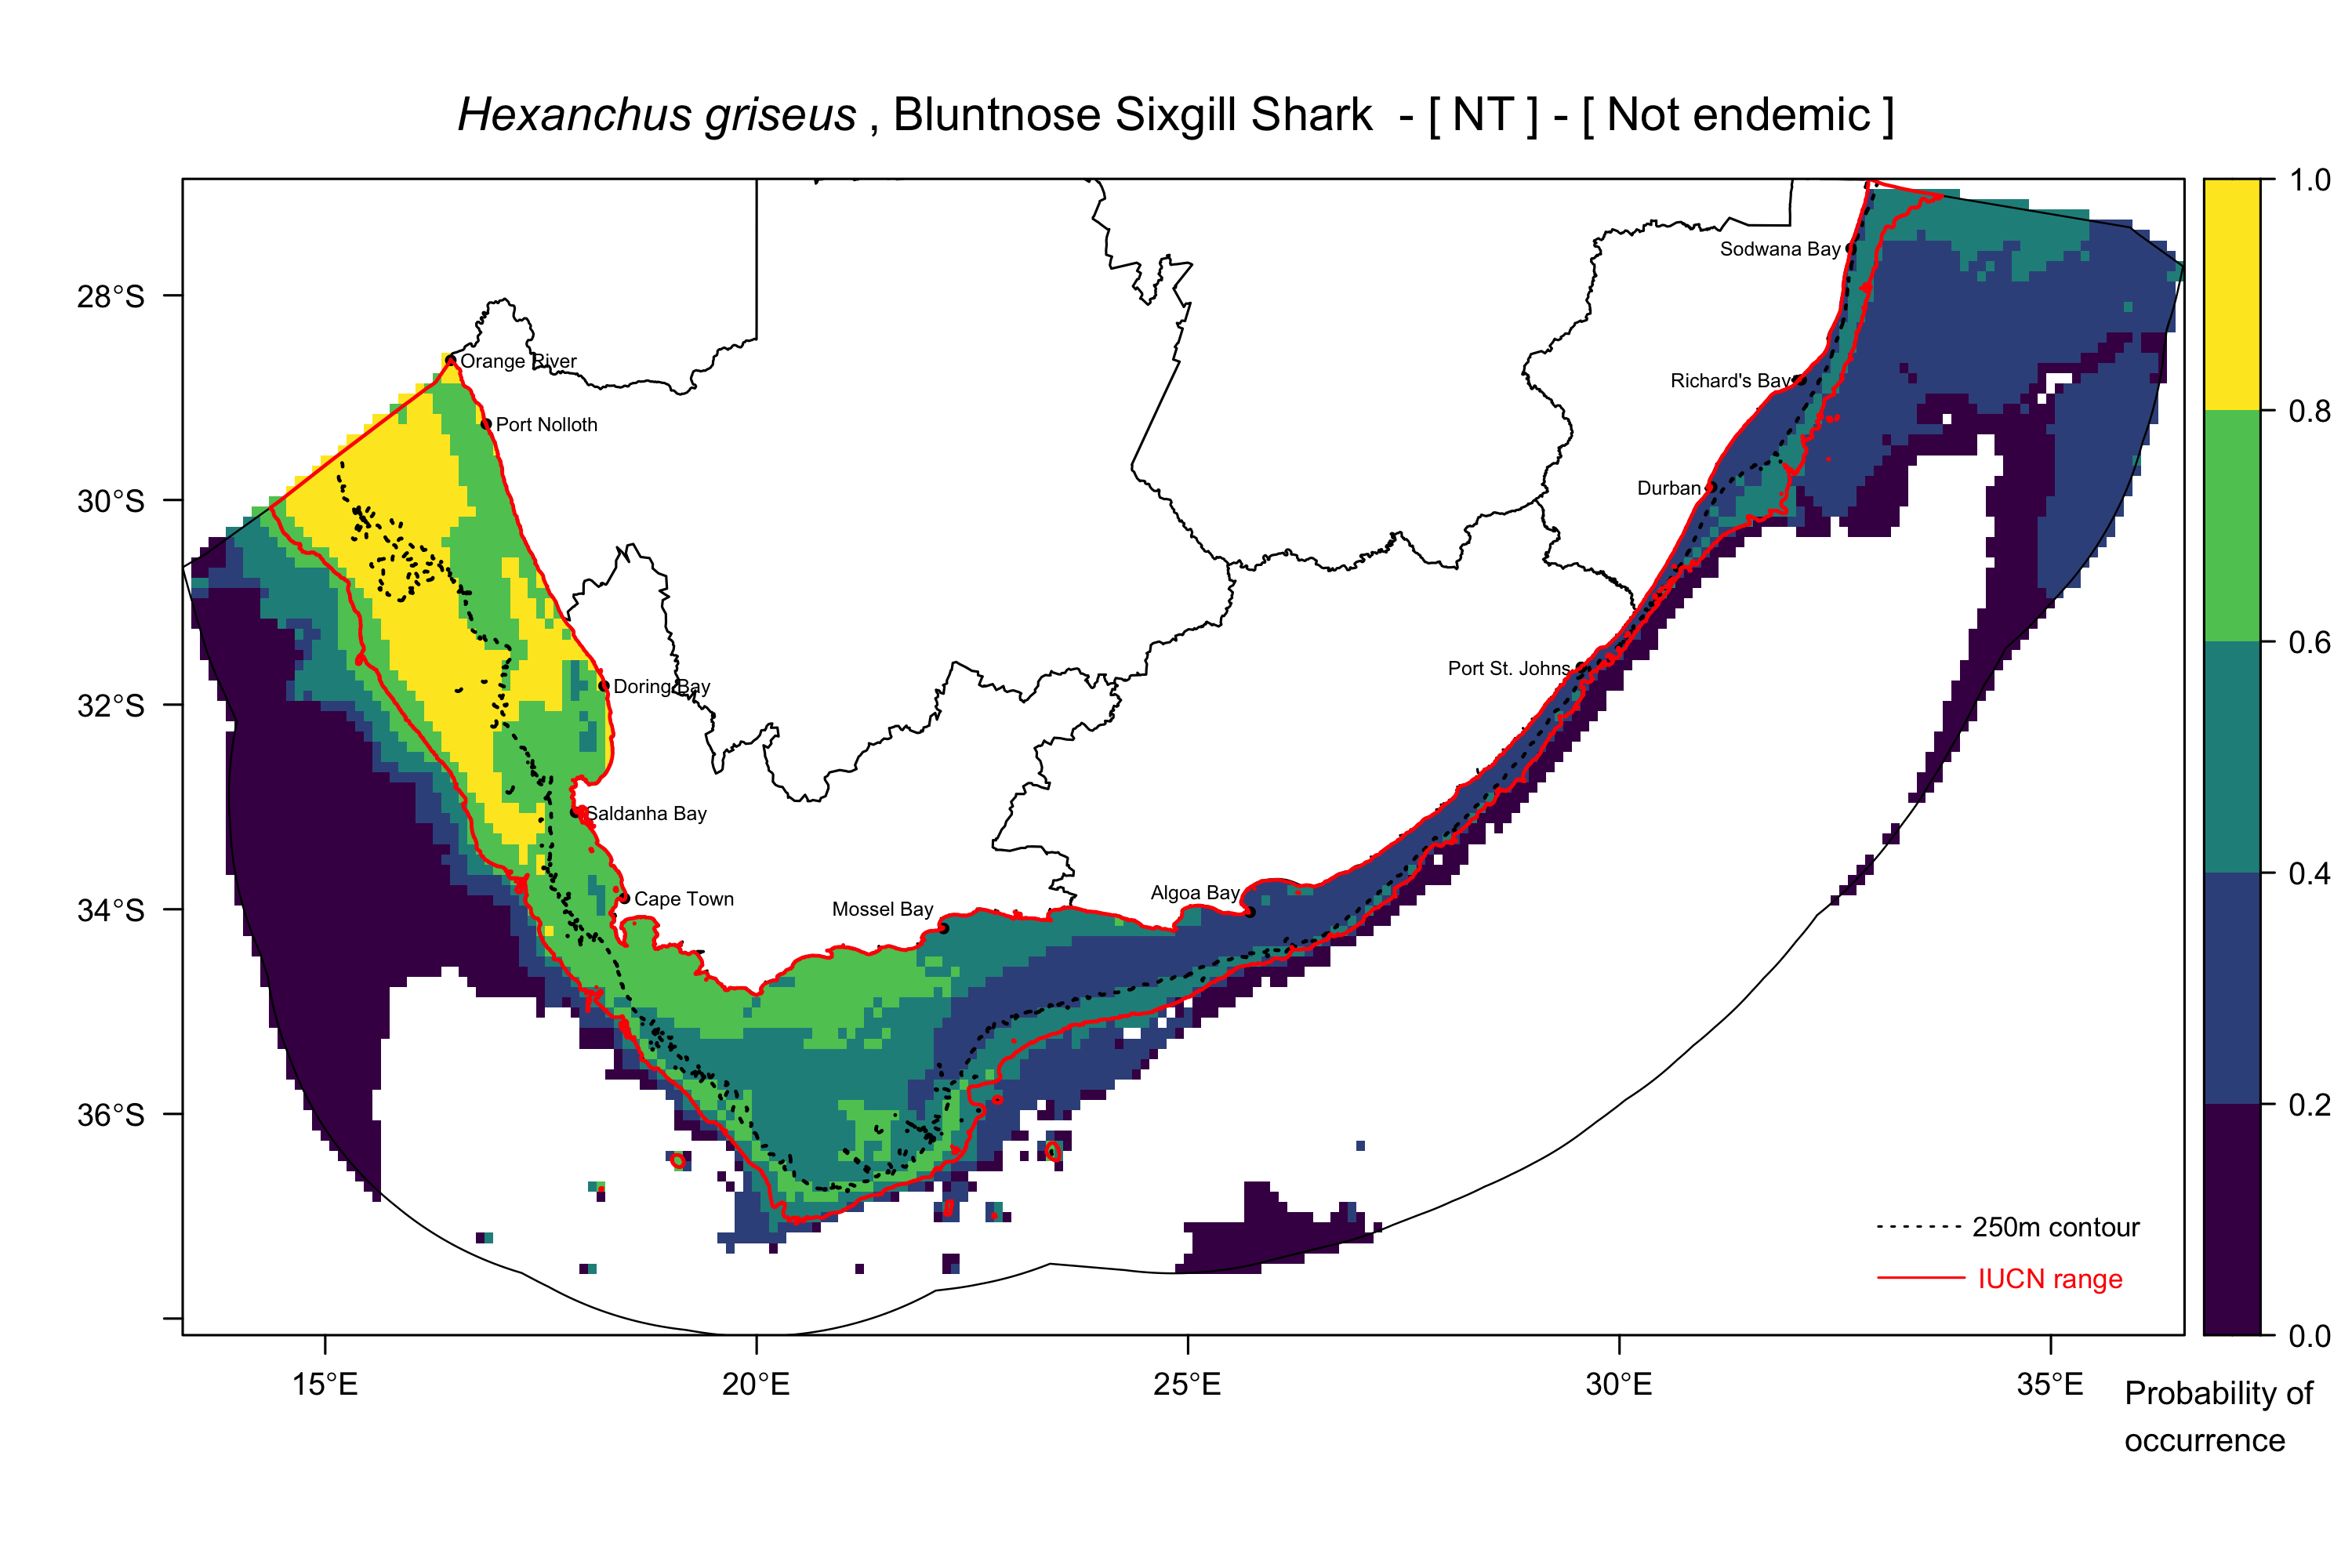 Hexanchus griseus , Bluntnose Sixgill Shark - [ NT ] - [ Not endemic ]
1.0
0.8
0.6
0.4
0.2
0.0
28°S
30°S
32°S
34°S
36°S
Sodwana Bay
Orange River
Richard's Bay
Port Nolloth
Durban
Port St. Johns
Doring Bay
Saldanha Bay
Algoa Bay
Cape Town
Mossel Bay
250m contour
IUCN range
15°E
20°E
25°E
30°E
35°E
Probability of
occurrence